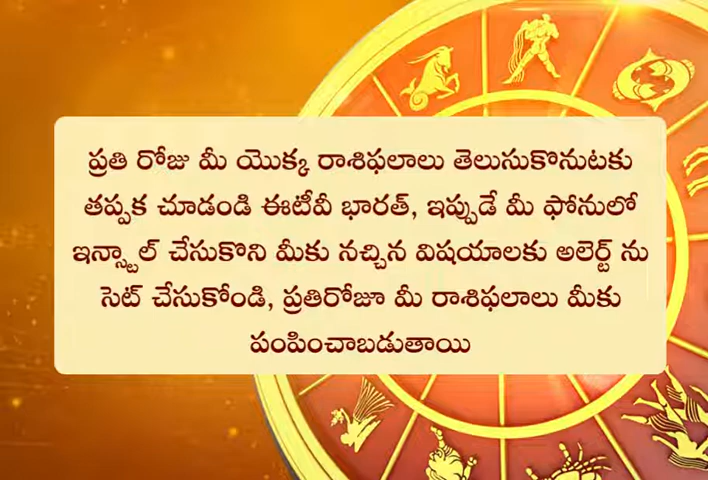 ప్రతి రోజు మీ యొక్క రాశిఫలాలు తెలుసుకొనుటకు
తప్పక చూడండి ఈటీవీ భారత్, ఇప్పుడే మీ ఫోనులో
ఇన్స్టాల్ చేసుకొని మీకు నచ్చిన విషయాలకు అలెర్ట్ ను
సెట్ చేసుకోండి, ప్రతిరోజూ మీ రాశిఫలాలు మీకు
పంపించాబడుతాయి